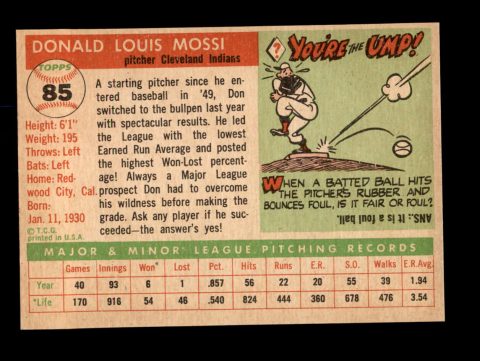 DONALD LOUIS MOSSI
pitcher Cleveland Indians
TOPPS
85
Height: 6'1"
Weight: 195
Throws: Left
Bats: Left
Home: Red-
wood City, Cal.
Born:
Jan. 11, 1930
© T.C.G.
printed in U.S.A.
A starting pitcher since he en-
tered baseball in '49, Don
switched to the bullpen last year
with spectacular results. He led
the League with the lowest
Earned Run Average and posted
the highest Won-Lost percent-
age! Always a Major League
prospect Don had to overcome
his wildness before making the
grade. Ask any player if he suc-
ceeded—the answer's yes!
?
YOU'RE THE UMP!
WHEN A BATTED BALL HITS
THE PITCHER'S RUBBER AND
BOUNCES FOUL, IS IT FAIR OR FOUL?
ANS.. It is a foul ball.
MAJOR & MINOR LEAGUE PITCHING RECORDS
Games Innings Won* Lost Pct. Hits Runs E.R. S.O. Walks E.R.Avg.
Year 40 93 6 1 .857 56 22 20 55 39 1.94
*Life 170 916 54 46 .540 824 444 360 678 476 3.54